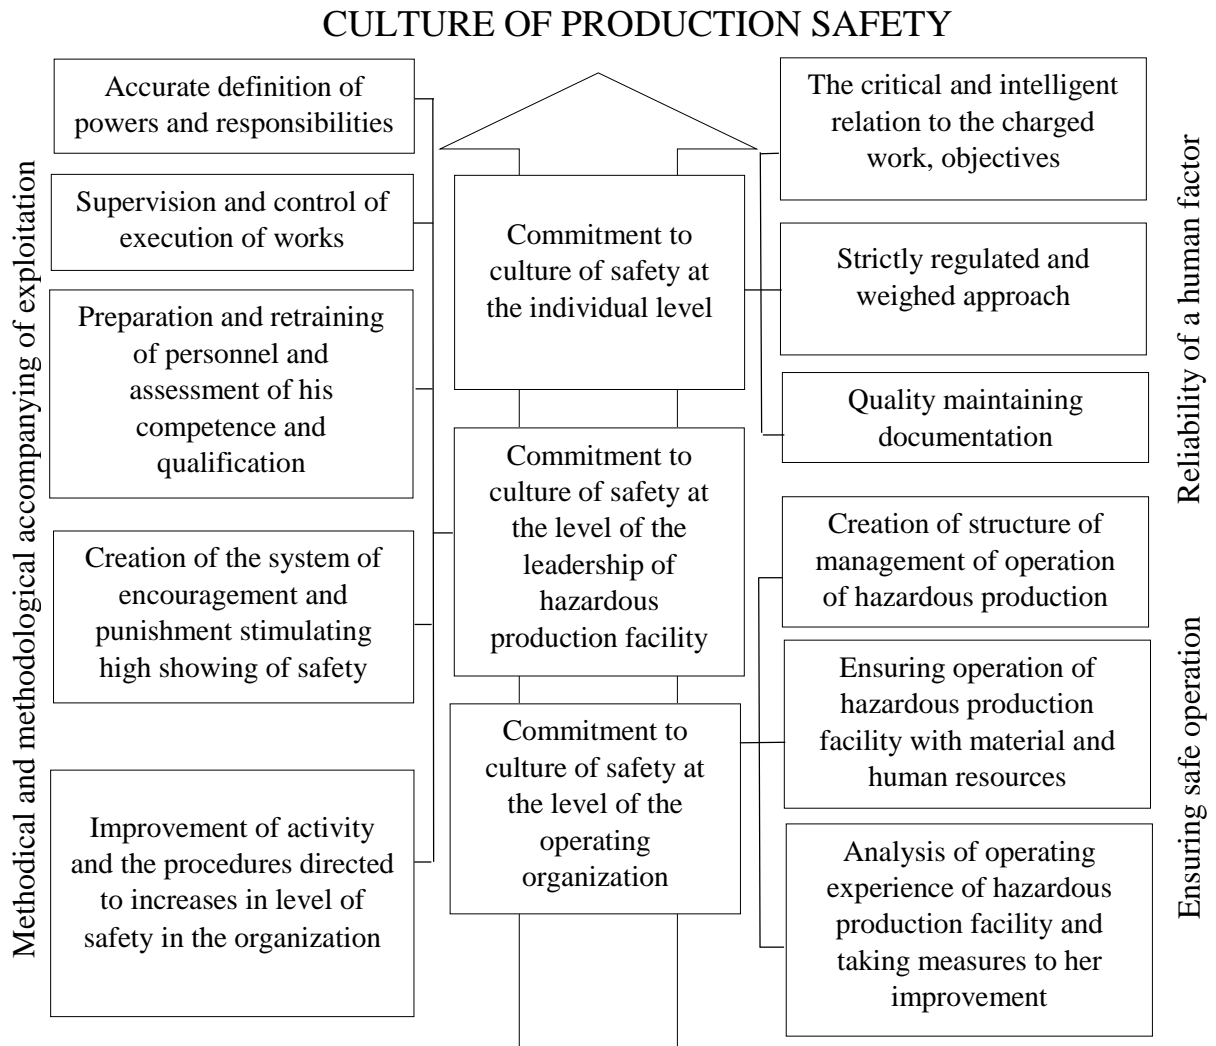 CULTURE OF PRODUCTION SAFETY
Methodical and methodological accompanying of exploitation
Accurate definition of
powers and responsibilities
Supervision and control of
execution of works
Preparation and retraining
of personnel and
assessment of his
competence and
qualification
Creation of the system of
encouragement and
punishment stimulating
high showing of safety
Improvement of activity
and the procedures directed
to increases in level of
safety in the organization
Commitment to
culture of safety at
the individual level
Commitment to
culture of safety at
the level of the
leadership of
hazardous
production facility
Commitment to
culture of safety at
the level of the
operating
organization
The critical and intelligent
relation to the charged
work, objectives
Strictly regulated and
weighed approach
Quality maintaining
documentation
Creation of structure of
management of operation
of hazardous production
Ensuring operation of
hazardous production
facility with material and
human resources
Analysis of operating
experience of hazardous
production facility and
taking measures to her
improvement
Reliability of a human factor
Ensuring safe operation